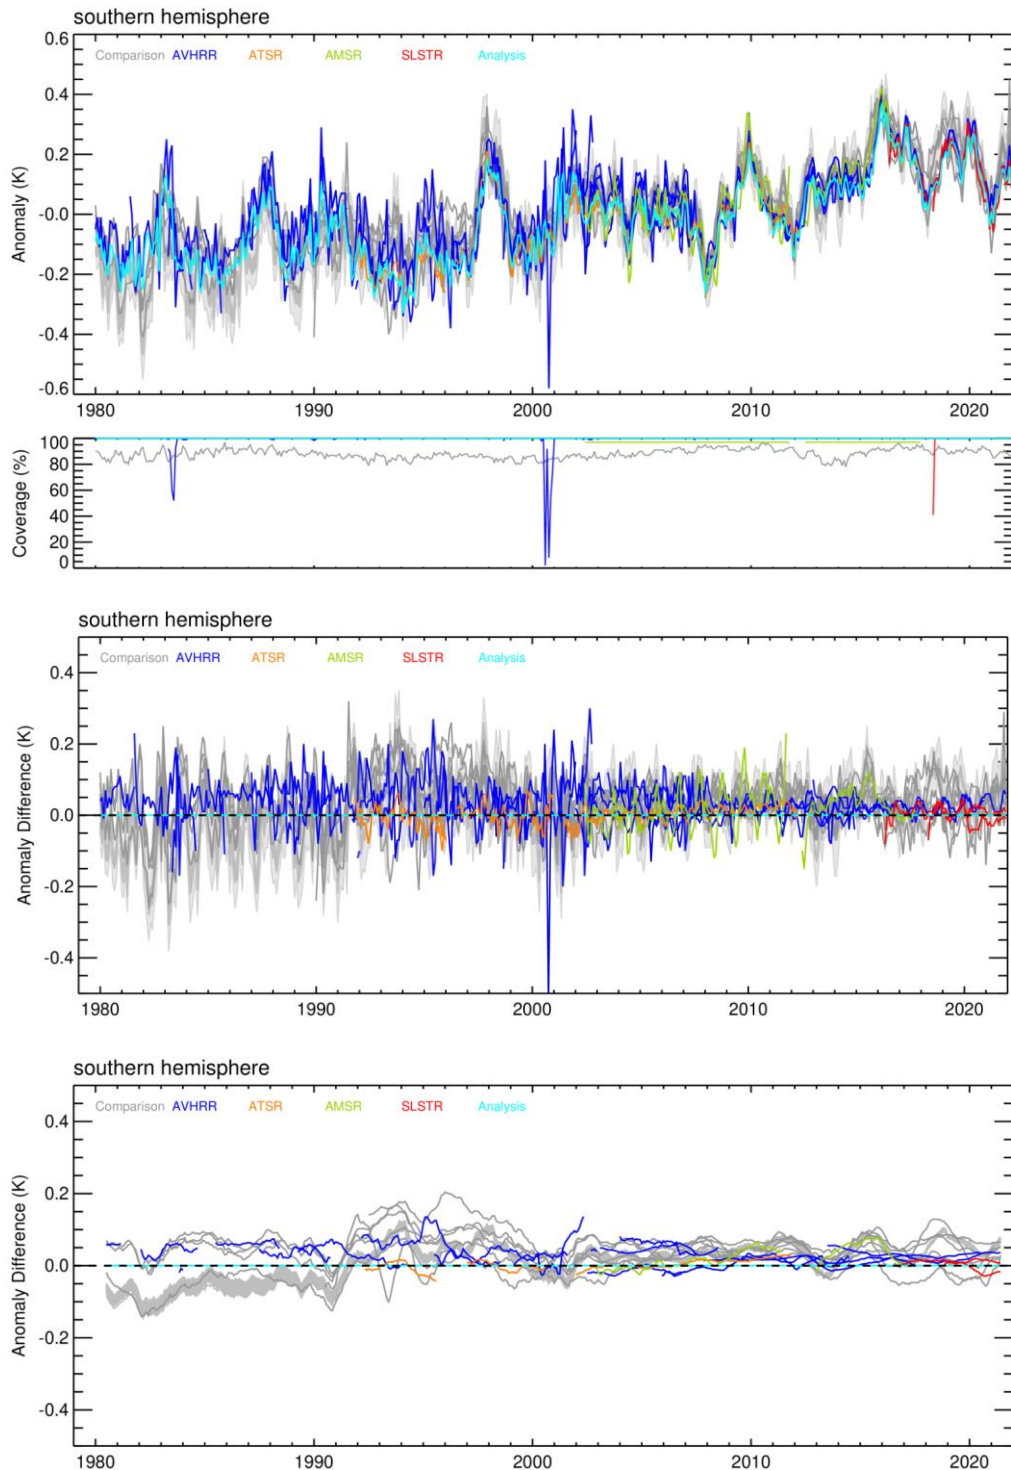 southern hemisphere
Comparison AVHRR ATSR AMSR SLSTR Analysis
Anomaly (K)
0.6
0.4
0.2
-0.0
-0.2
-0.4
-0.6
1980 1990 2000 2010 2020
Coverage (%)
100
80
60
40
20
0
southern hemisphere
Comparison AVHRR ATSR AMSR SLSTR Analysis
Anomaly Difference (K)
0.4
0.2
0.0
-0.2
-0.4
1980 1990 2000 2010 2020
southern hemisphere
Comparison AVHRR ATSR AMSR SLSTR Analysis
Anomaly Difference (K)
0.4
0.2
0.0
-0.2
-0.4
1980 1990 2000 2010 2020